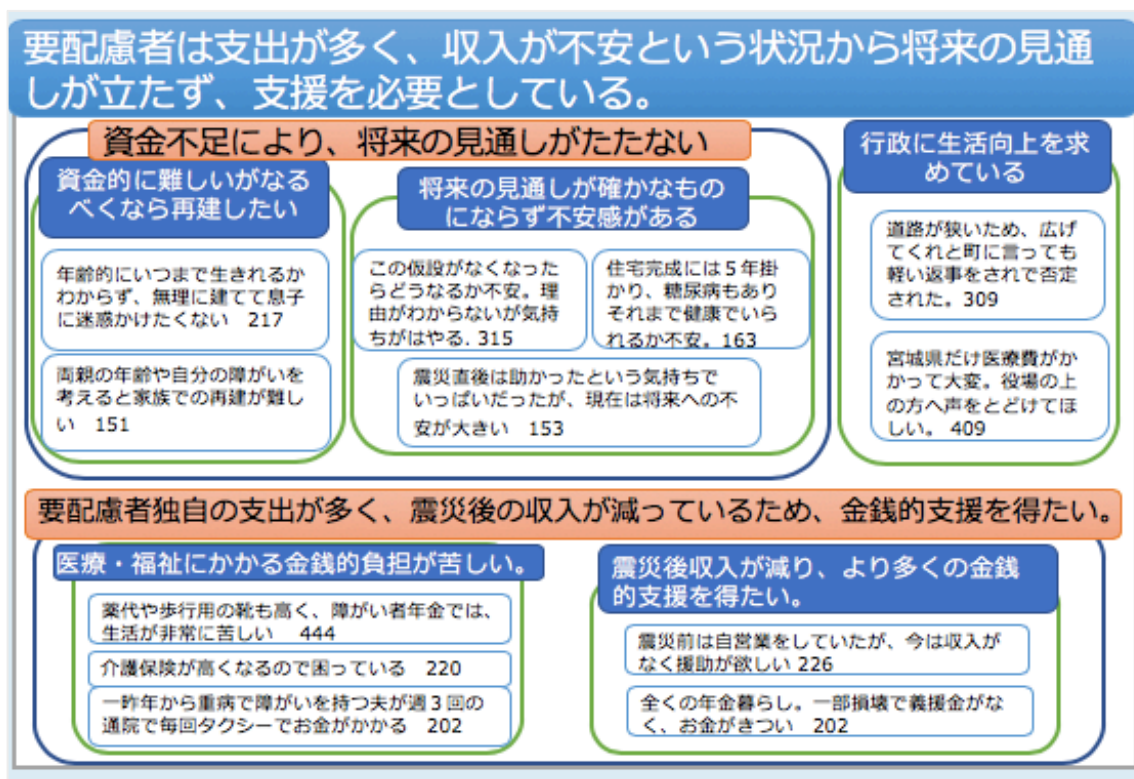 要配慮者は支出が多く、収入が不安という状況から将来の見通
しが立たず、支援を必要としている。
資金不足により、将来の見通しがたたない
資金的に難しいがなる
べくなら再建したい
年齢的にいつまで生きれるか
わからず、無理に建てて息子
に迷惑かけたくない 217
両親の年齢や自分の障がいを
考えると家族での再建が難し
い 151
将来の見通しが確かなもの
にならず不安感がある
この仮設がなくなった
らどうなるか不安。理
由がわからないが気持
ちがはやる. 315
住宅完成には５年掛
かり、糖尿病もあり
それまで健康でいら
れるか不安。163
震災直後は助かったという気持ちで
いっぱいだったが、現在は将来への不
安が大きい 153
行政に生活向上を求
めている
道路が狭いため、広げ
てくれと町に言っても
軽い返事をされで否定
された。309
宮城県だけ医療費がか
かって大変。役場の上
の方へ声をとどけてほ
しい。 409
要配慮者独自の支出が多く、震災後の収入が減っているため、金銭的支援を得たい。
医療・福祉にかかる金銭的負担が苦しい。
薬代や歩行用の靴も高く、障がい者年金では、
生活が非常に苦しい 444
介護保険が高くなるので困っている 220
一昨年から重病で障がいを持つ夫が週３回の
通院で毎回タクシーでお金がかかる 202
震災後収入が減り、より多くの金銭
的支援を得たい。
震災前は自営業をしていたが、今は収入が
なく援助が欲しい 226
全くの年金暮らし。一部損壊で義援金がな
く、お金がきつい 202